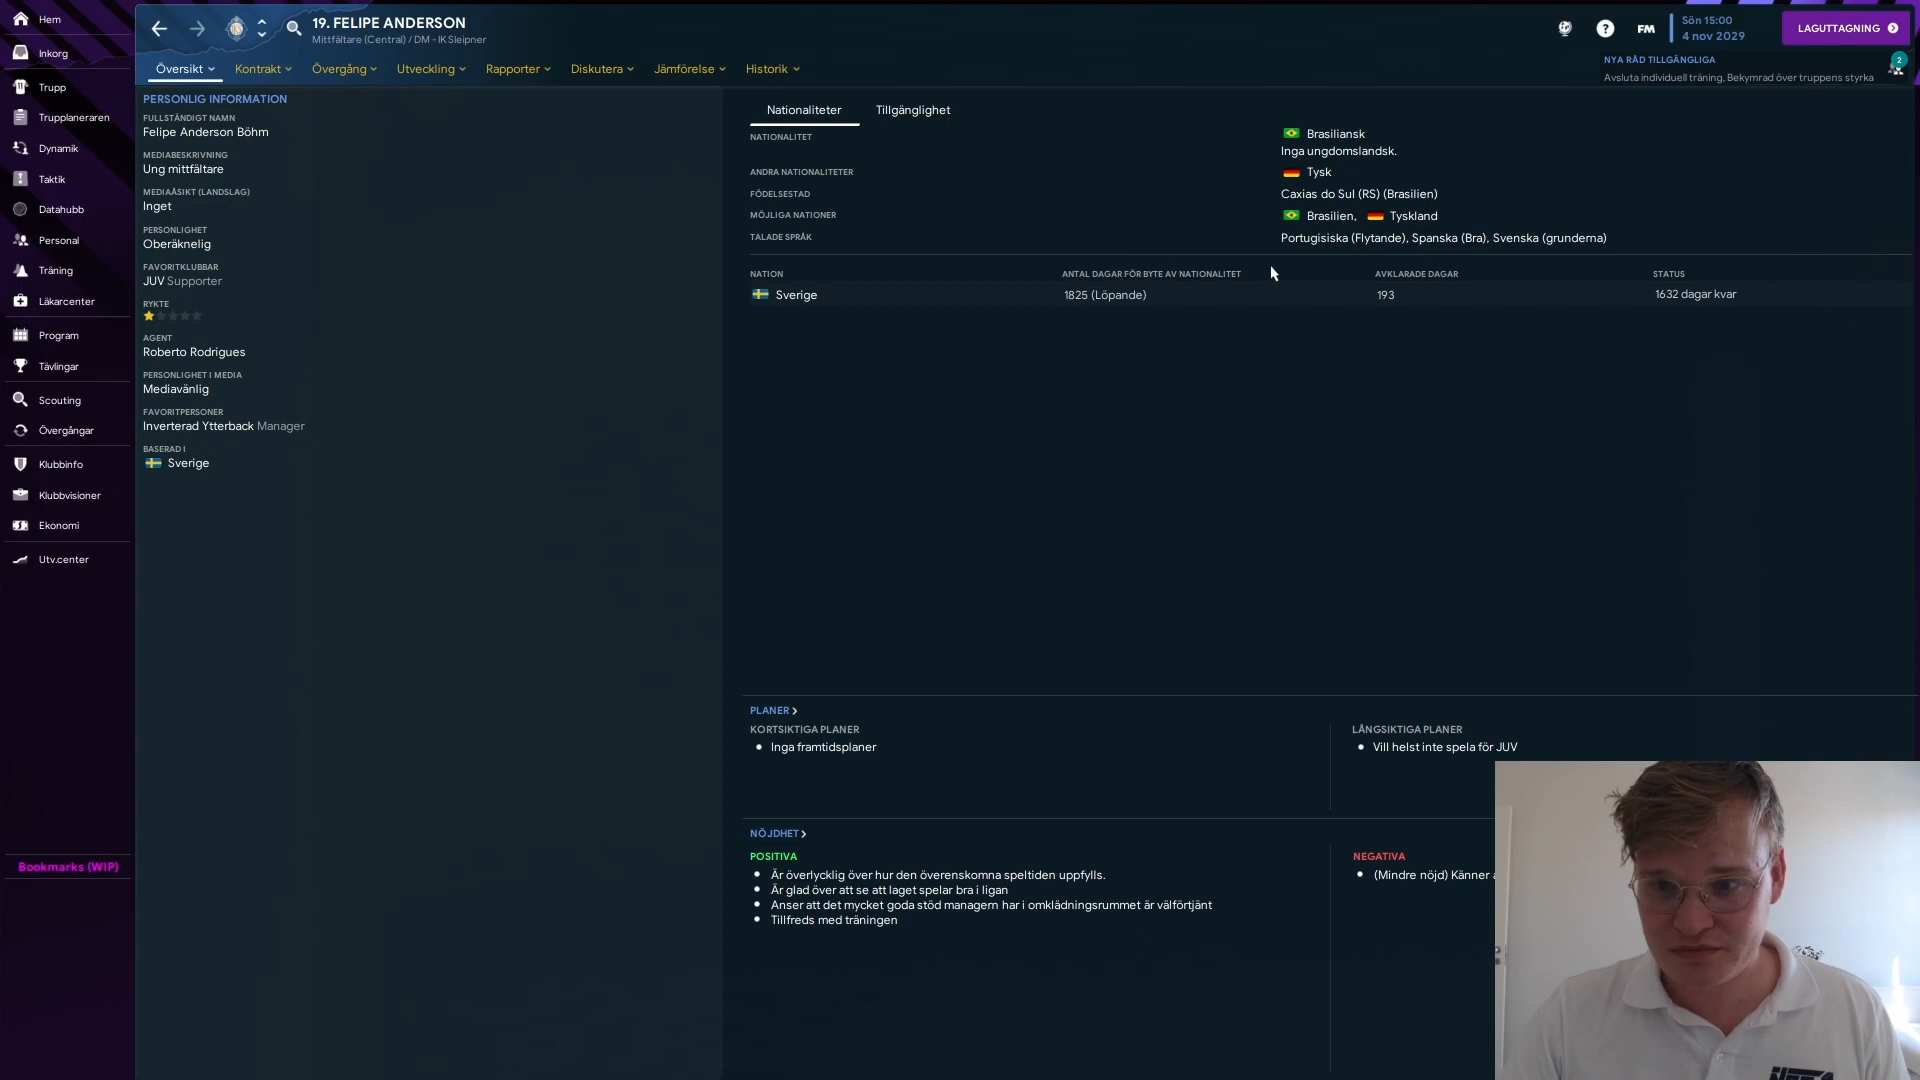 Hem
Inkorg
Trupp
Trupplaneraren
Dynamik
Taktik
Datahubb
Personal
Träning
Läkarcenter
Program
Tävlingar
Scouting
Övergångar
Klubbinfo
Klubbvisioner
Ekonomi
Utv.center
Bookmarks (WIP)
19. FELIPE ANDERSON
Mittfältare (Central) / DM - IK Sleipner
FM
Sön 15:00
4 nov 2029
LAGUTTAGNING
Översikt
Kontrakt
Övergång
Utveckling
Rapporter
Diskutera
Jämförelse
Historik
NYA RÅD TILLGÄNGLIGA
Avsluta individuell träning, Bekymrad över truppens styrka
2
PERSONLIG INFORMATION
FULLSTÄNDIGT NAMN
Felipe Anderson Böhm
MEDIABESKRIVNING
Ung mittfältare
MEDIAÅSIKT (LANDSLAG)
Inget
PERSONLIGHET
Oberäknelig
FAVORITKLUBBAR
JUV Supporter
RYKTE
AGENT
Roberto Rodrigues
PERSONLIGHET I MEDIA
Mediavänlig
FAVORITPERSONER
Inverterad Ytterback Manager
BASERAD I
Sverige
Nationaliteter
Tillgänglighet
NATIONALITET
Brasiliansk
Inga ungdomslandsk.
ANDRA NATIONALITETER
Tysk
FÖDELSESTAD
Caxias do Sul (RS) (Brasilien)
MÖJLIGA NATIONER
Brasilien, Tyskland
TALADE SPRÅK
Portugisiska (Flytande), Spanska (Bra), Svenska (grunderna)
NATION
ANTAL DAGAR FÖR BYTE AV NATIONALITET
AVKLARADE DAGAR
STATUS
Sverige
1825 (Löpande)
193
1632 dagar kvar
PLANER
KORTSIKTIGA PLANER
Inga framtidsplaner
LÅNGSIKTIGA PLANER
Vill helst inte spela för JUV
NÖJDHET
POSITIVA
Är överlycklig över hur den överenskomna speltiden uppfylls.
Är glad över att se att laget spelar bra i ligan
Anser att det mycket goda stöd managern har i omklädningsrummet är välförtjänt
Tillfreds med träningen
NEGATIVA
(Mindre nöjd) Känner